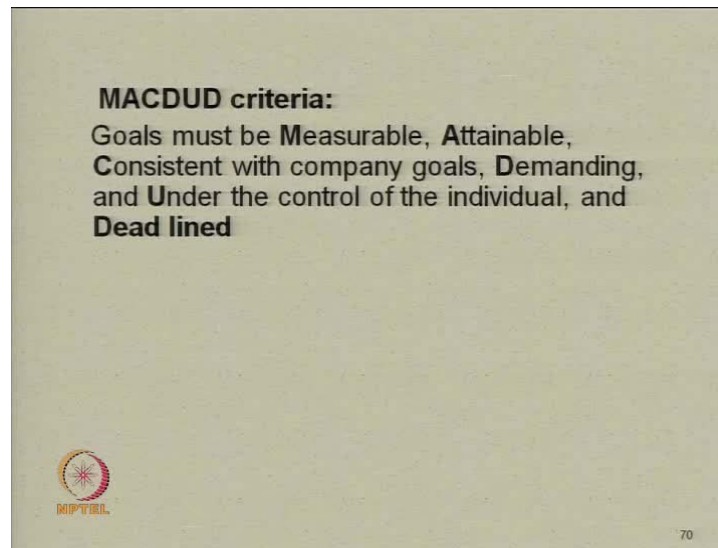 MACDUD criteria:
Goals must be Measurable, Attainable,
Consistent with company goals, Demanding,
and Under the control of the individual, and
Dead lined
NPTEL
70